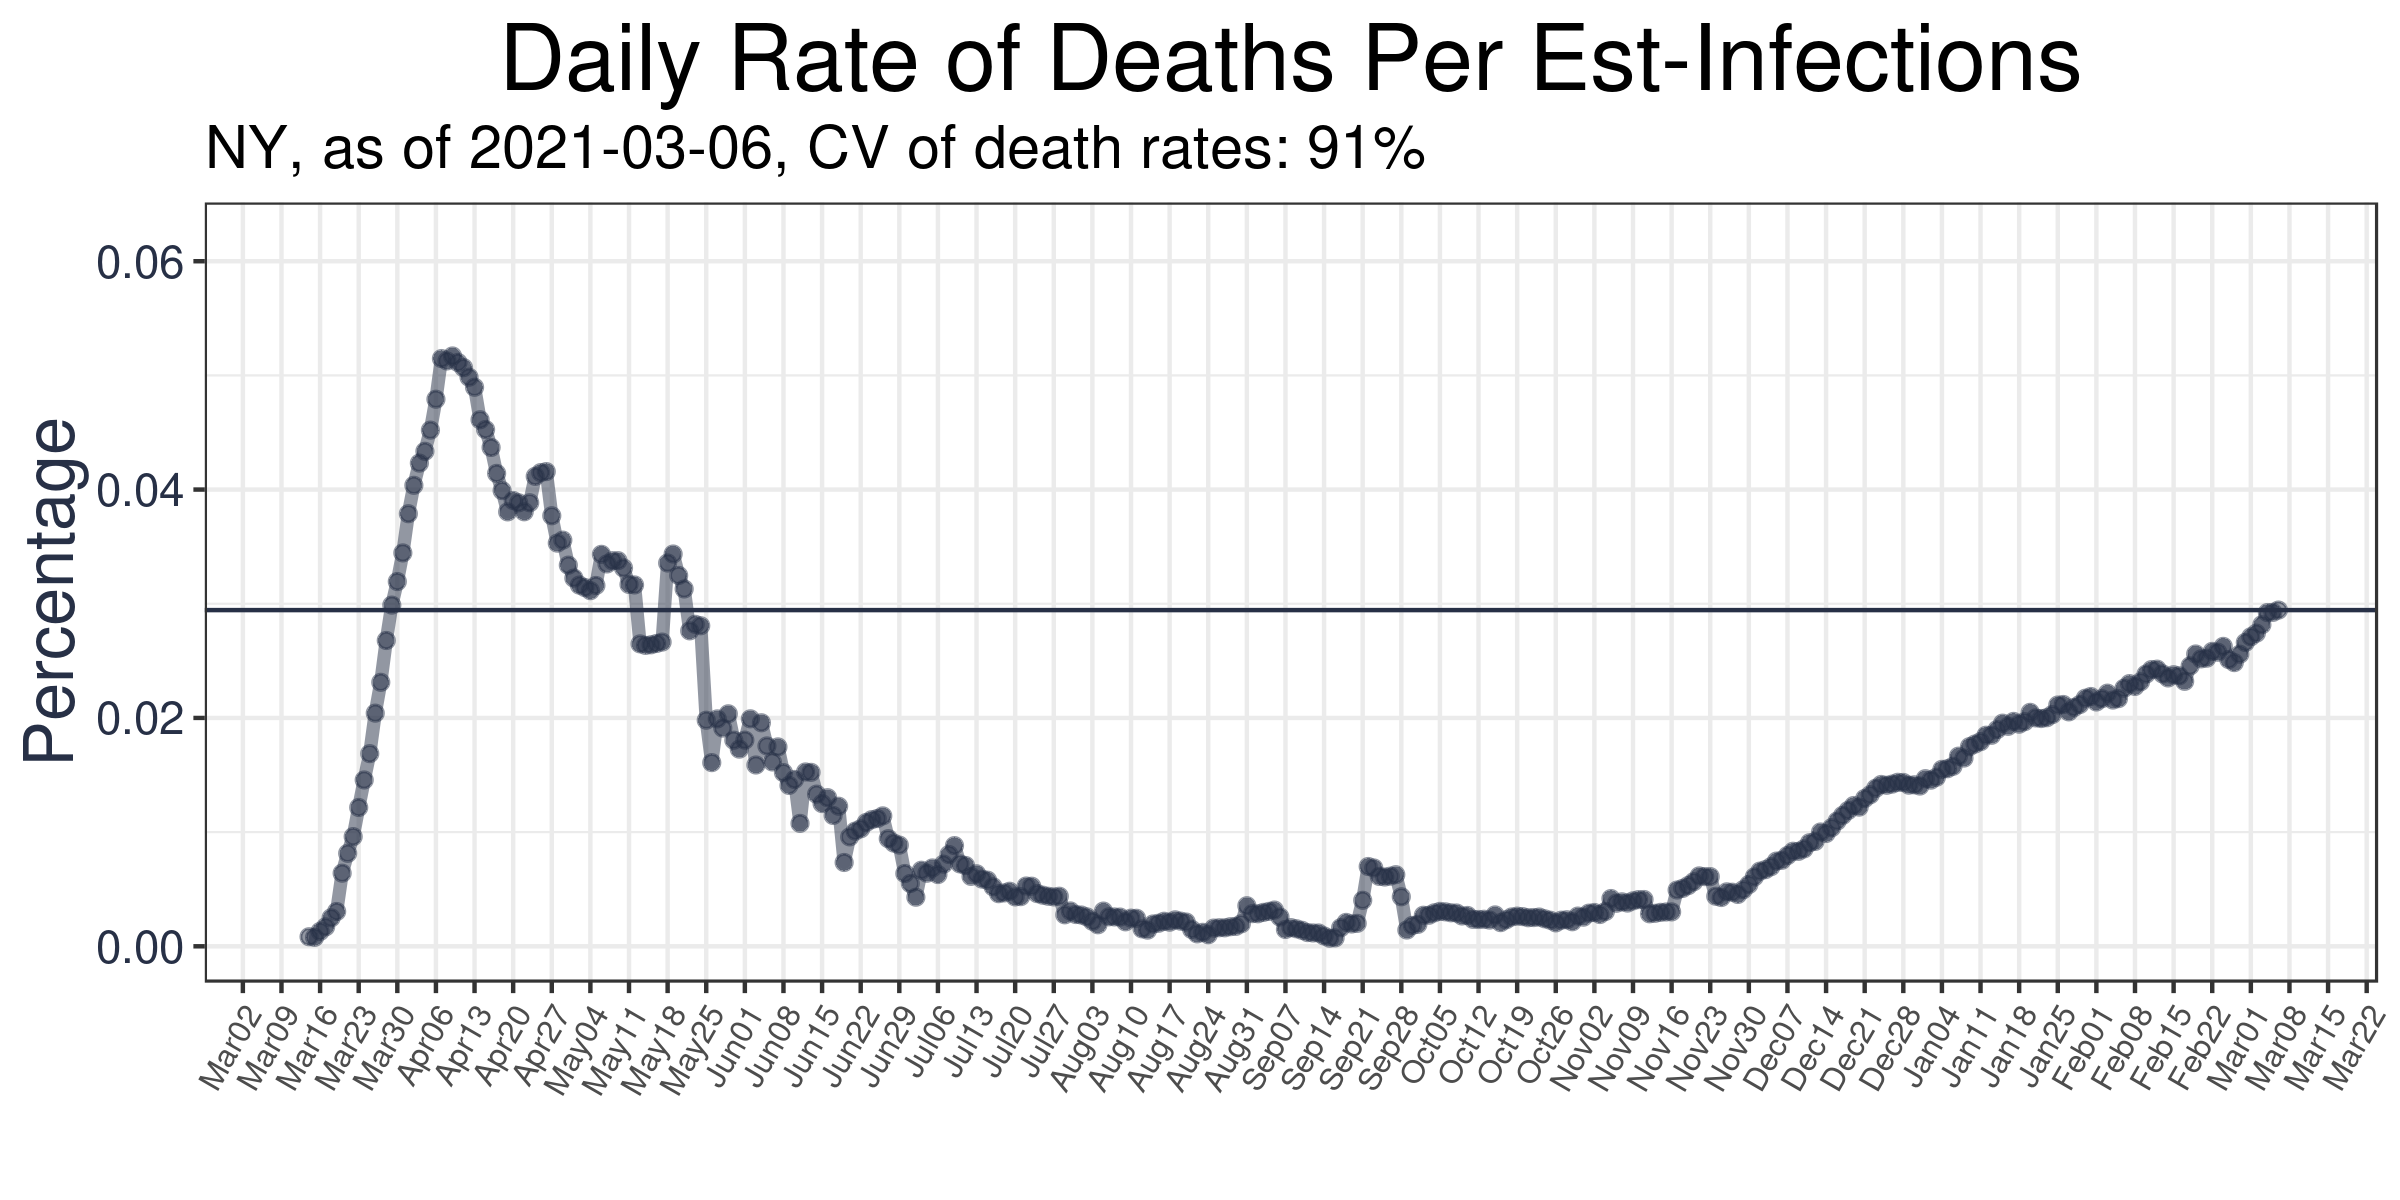 Daily Rate of Deaths Per Est-Infections
NY, as of 2021-03-06, CV of death rates: 91%
Percentage
0.06
0.04
0.02
0.00
Mar02
Mar09
Mar16
Mar23
Mar30
Apr06
Apr13
Apr20
Apr27
May04
May11
May18
May25
Jun01
Jun08
Jun15
Jun22
Jun29
Jul06
Jul13
Jul20
Jul27
Aug03
Aug10
Aug17
Aug24
Aug31
Sep07
Sep14
Sep21
Sep28
Oct05
Oct12
Oct19
Oct26
Nov02
Nov09
Nov16
Nov23
Nov30
Dec07
Dec14
Dec21
Dec28
Jan04
Jan11
Jan18
Jan25
Feb01
Feb08
Feb15
Feb22
Mar01
Mar08
Mar15
Mar22